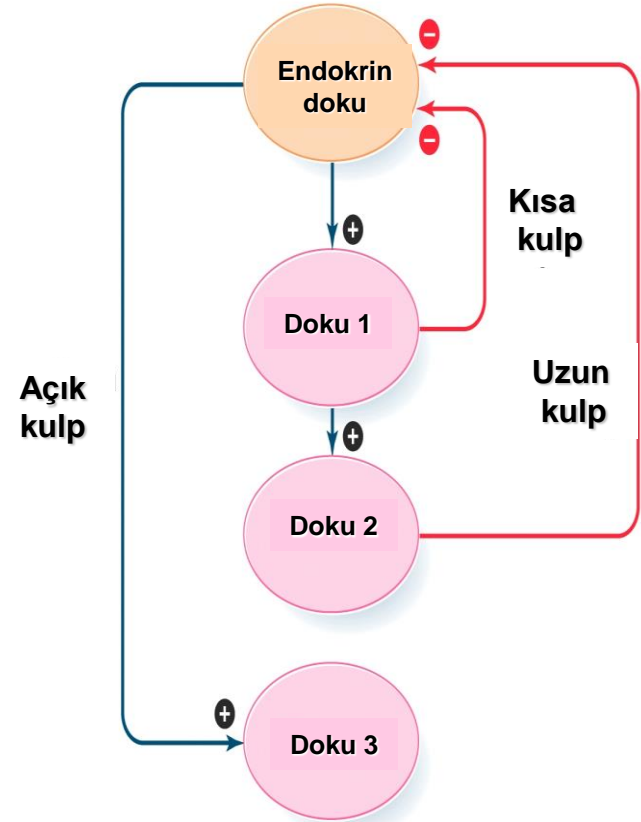 Endokrin
doku
−
−
Kısa
kulp
+
Doku 1
Açık
kulp
Uzun
kulp
+
Doku 2
+
Doku 3